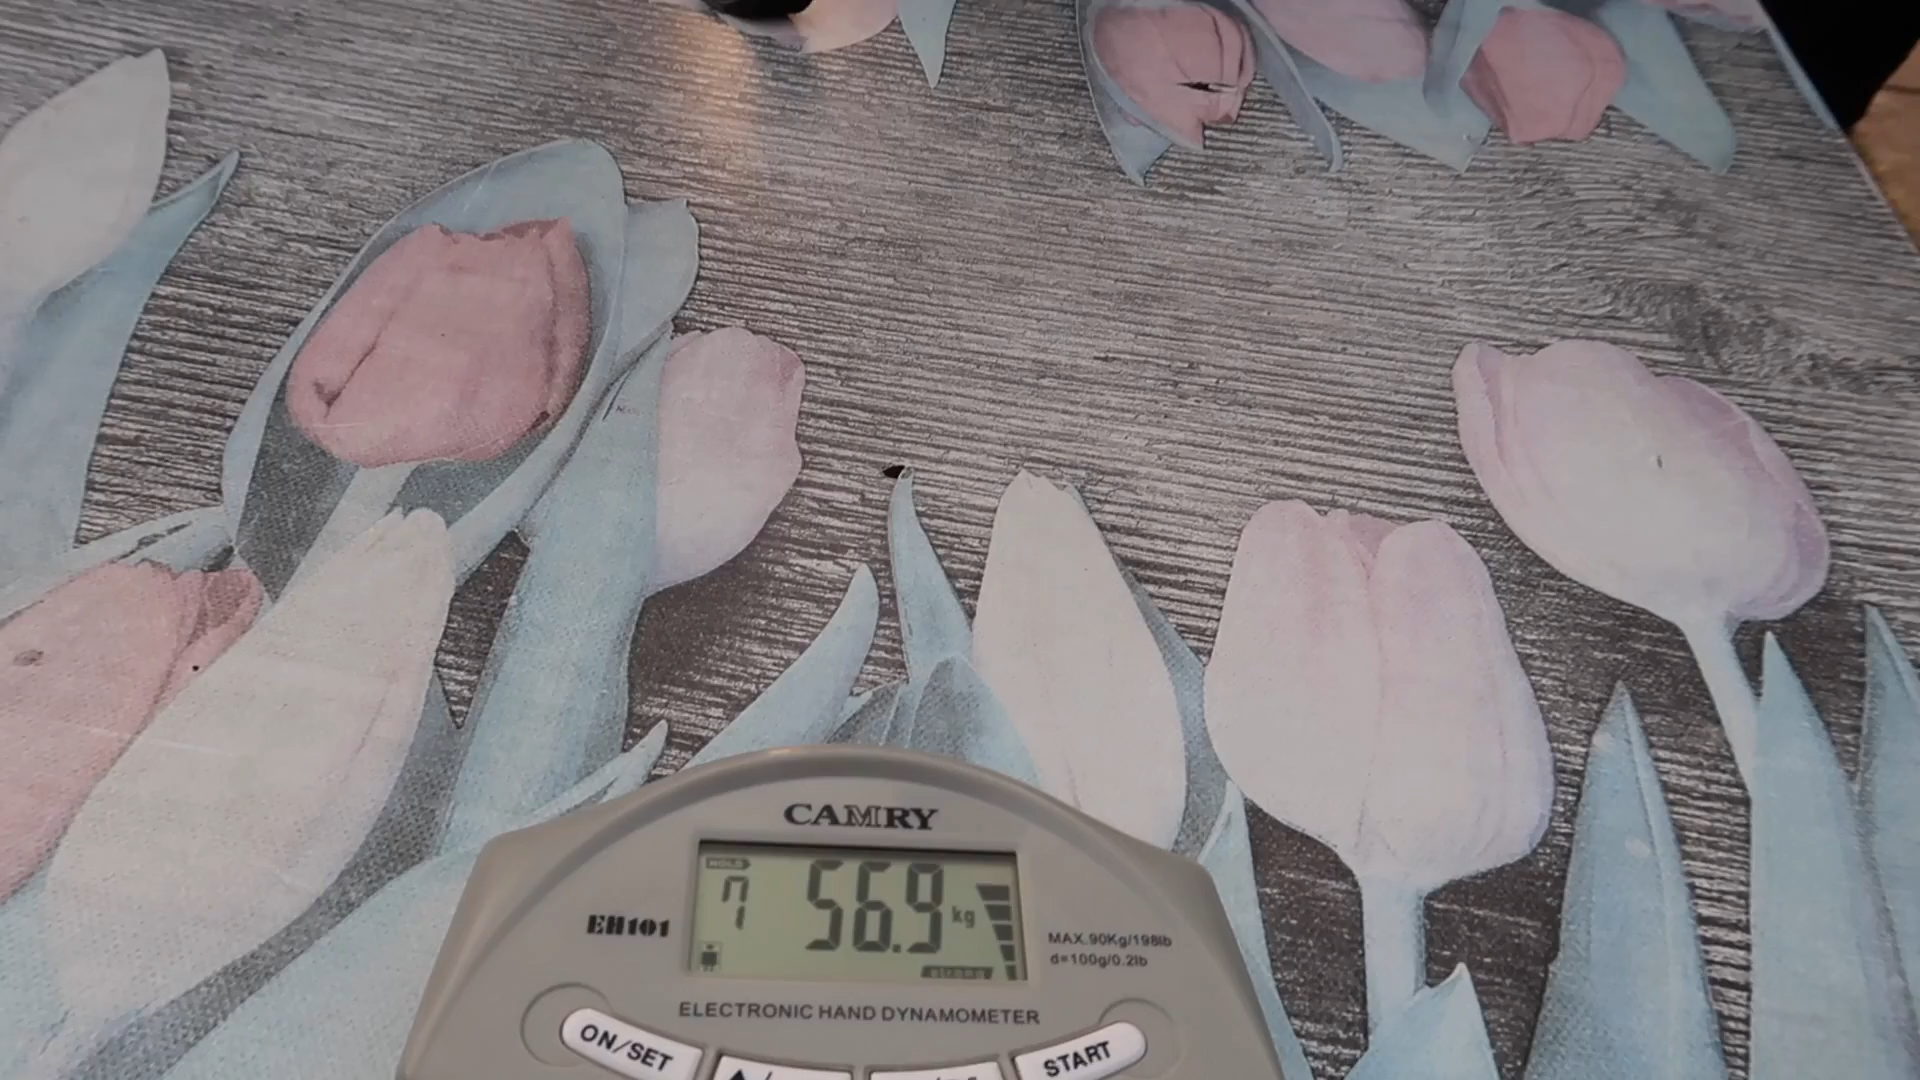 CAMRY
HOLD
7 56.9 kg
strong
EH101
MAX.90Kg/198lb
d=100g/0.2lb
ELECTRONIC HAND DYNAMOMETER
ON/SET
START